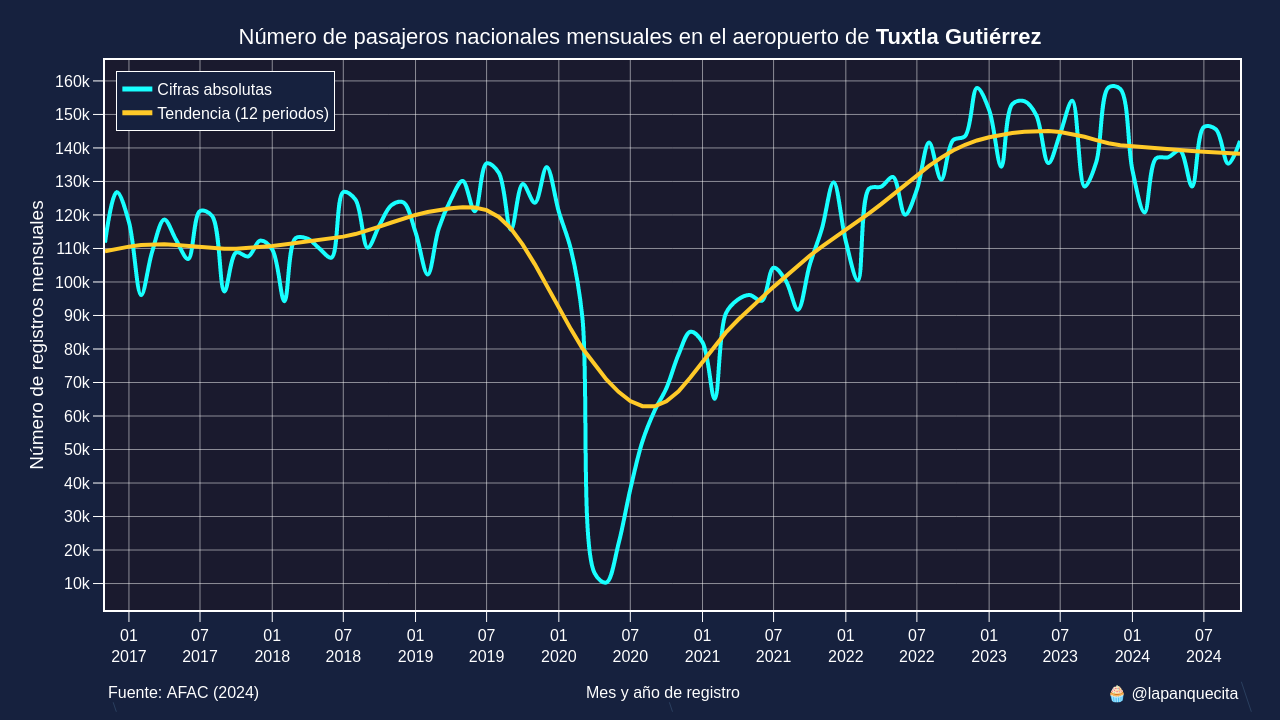 Número de pasajeros nacionales mensuales en el aeropuerto de Tuxtla Gutiérrez
Cifras absolutas
Tendencia (12 periodos)
Número de registros mensuales
160k
150k
140k
130k
120k
110k
100k
90k
80k
70k
60k
50k
40k
30k
20k
10k
01 07 01 07 01 07 01 07 01 07 01 07 01 07 01 07
2017 2017 2018 2018 2019 2019 2020 2020 2021 2021 2022 2022 2023 2023 2024 2024
Fuente: AFAC (2024)
Mes y año de registro
🧁 @lapanquecita